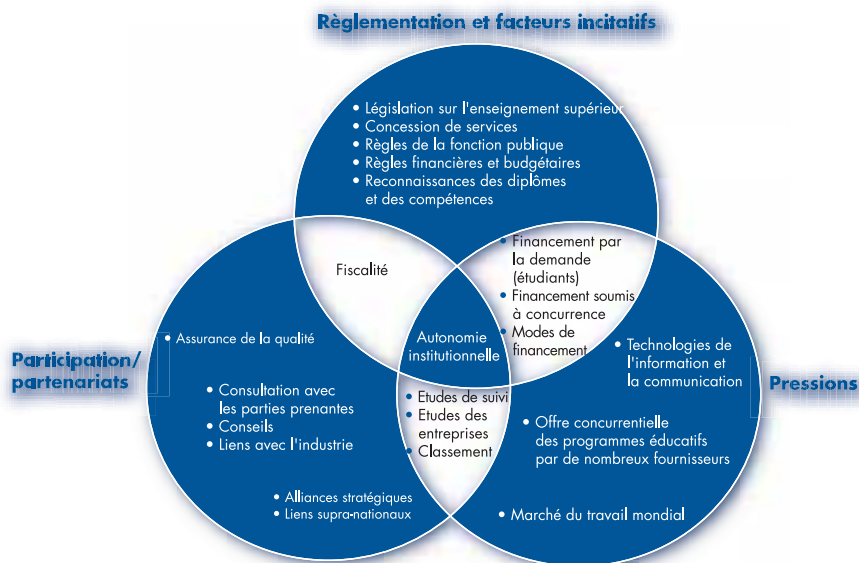 Règlementation et facteurs incitatifs
• Législation sur l'enseignement supérieur
• Concession de services
• Règles de la fonction publique
• Règles financières et budgétaires
• Reconnaissances des diplômes
et des compétences
Fiscalité
• Financement par
la demande
(étudiants)
• Financement soumis
à concurrence
• Modes de
financement
Autonomie
institutionnelle
Participation/
partenariats
• Assurance de la qualité
• Consultation avec
les parties prenantes
• Conseils
• Liens avec l'industrie
• Alliances stratégiques
• Liens supra-nationaux
• Etudes de suivi
• Etudes des
entreprises
• Classement
• Technologies de
l'information et
la communication
Pressions
• Offre concurrentielle
des programmes éducatifs
par de nombreux fournisseurs
• Marché du travail mondial